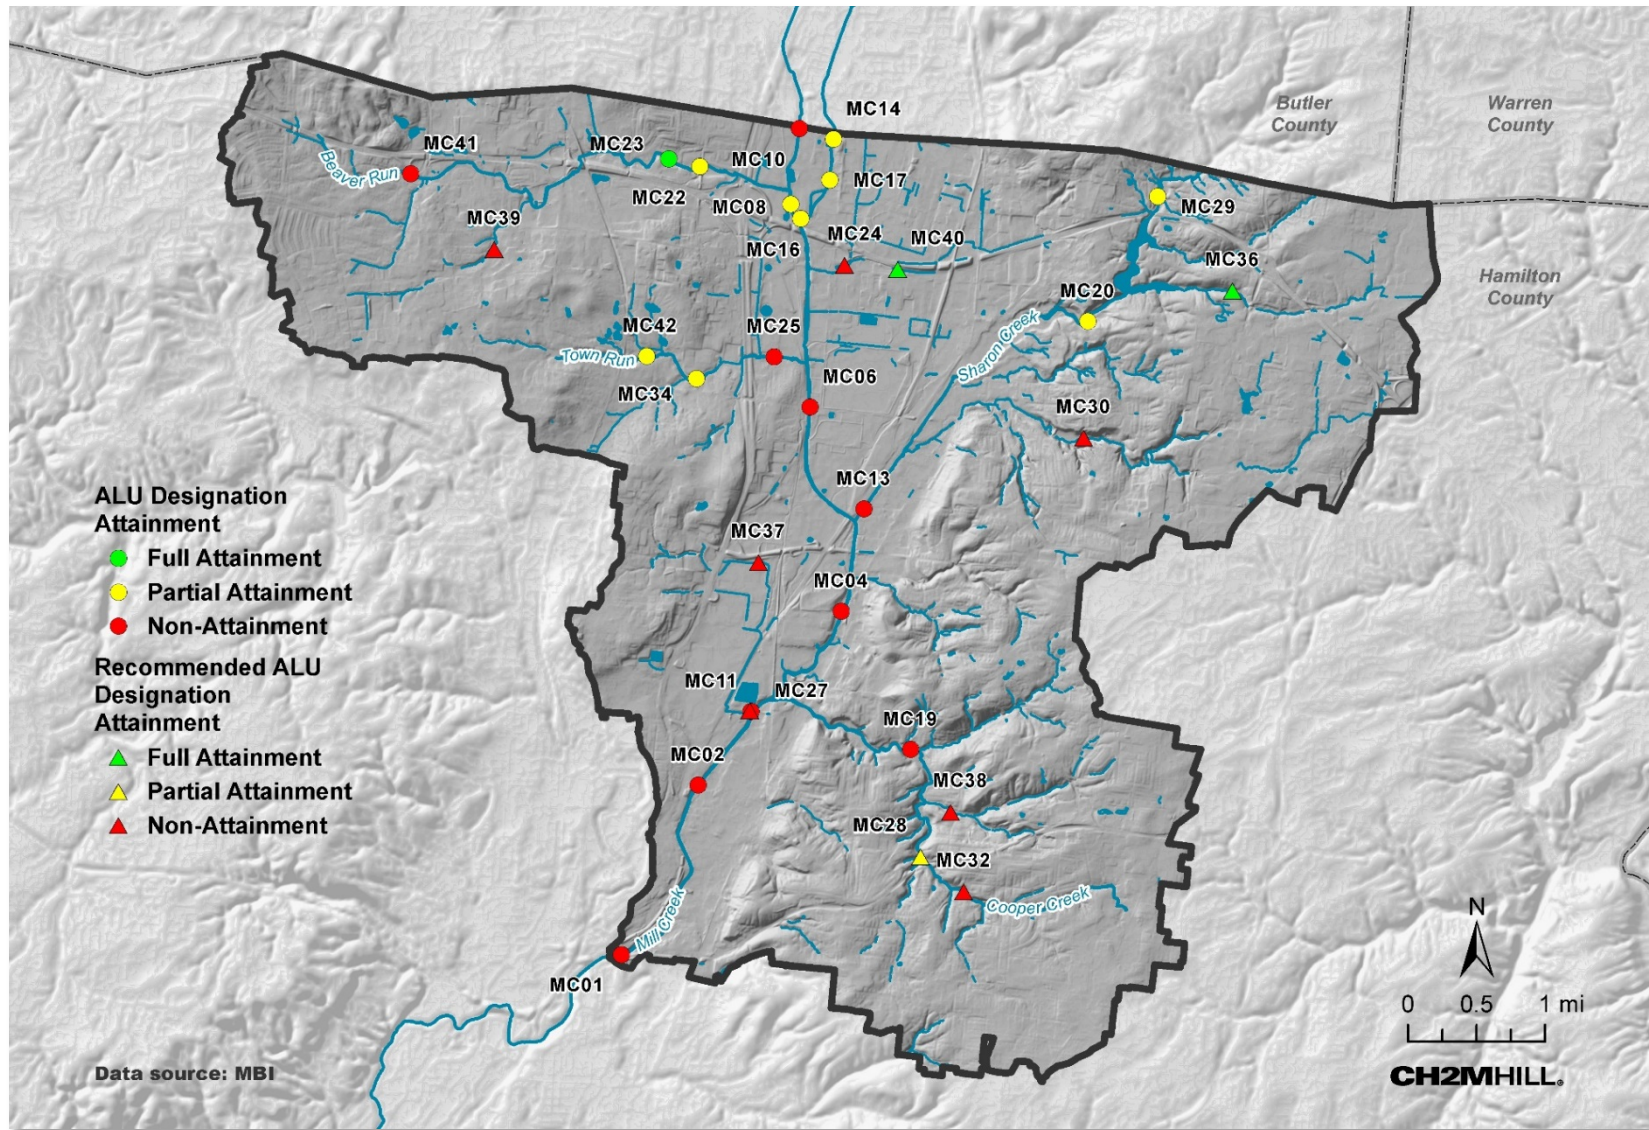 MC14
Butler
County
Warren
County
MC41
MC23
MC10
Beaver Run
MC22
MC08
MC17
MC29
MC39
MC24
MC40
MC16
MC36
Hamilton
County
MC20
MC42
MC25
Sharon Creek
Town Run
MC34
MC06
MC30
MC13
ALU Designation
Attainment
Full Attainment
Partial Attainment
Non-Attainment
MC37
MC04
Recommended ALU
Designation
Attainment
Full Attainment
Partial Attainment
Non-Attainment
MC11
MC27
MC19
MC02
MC38
MC28
MC32
Cooper Creek
Mill Creek
N
MC01
0 0.5 1 mi
Data source: MBI
CH2MHILL®